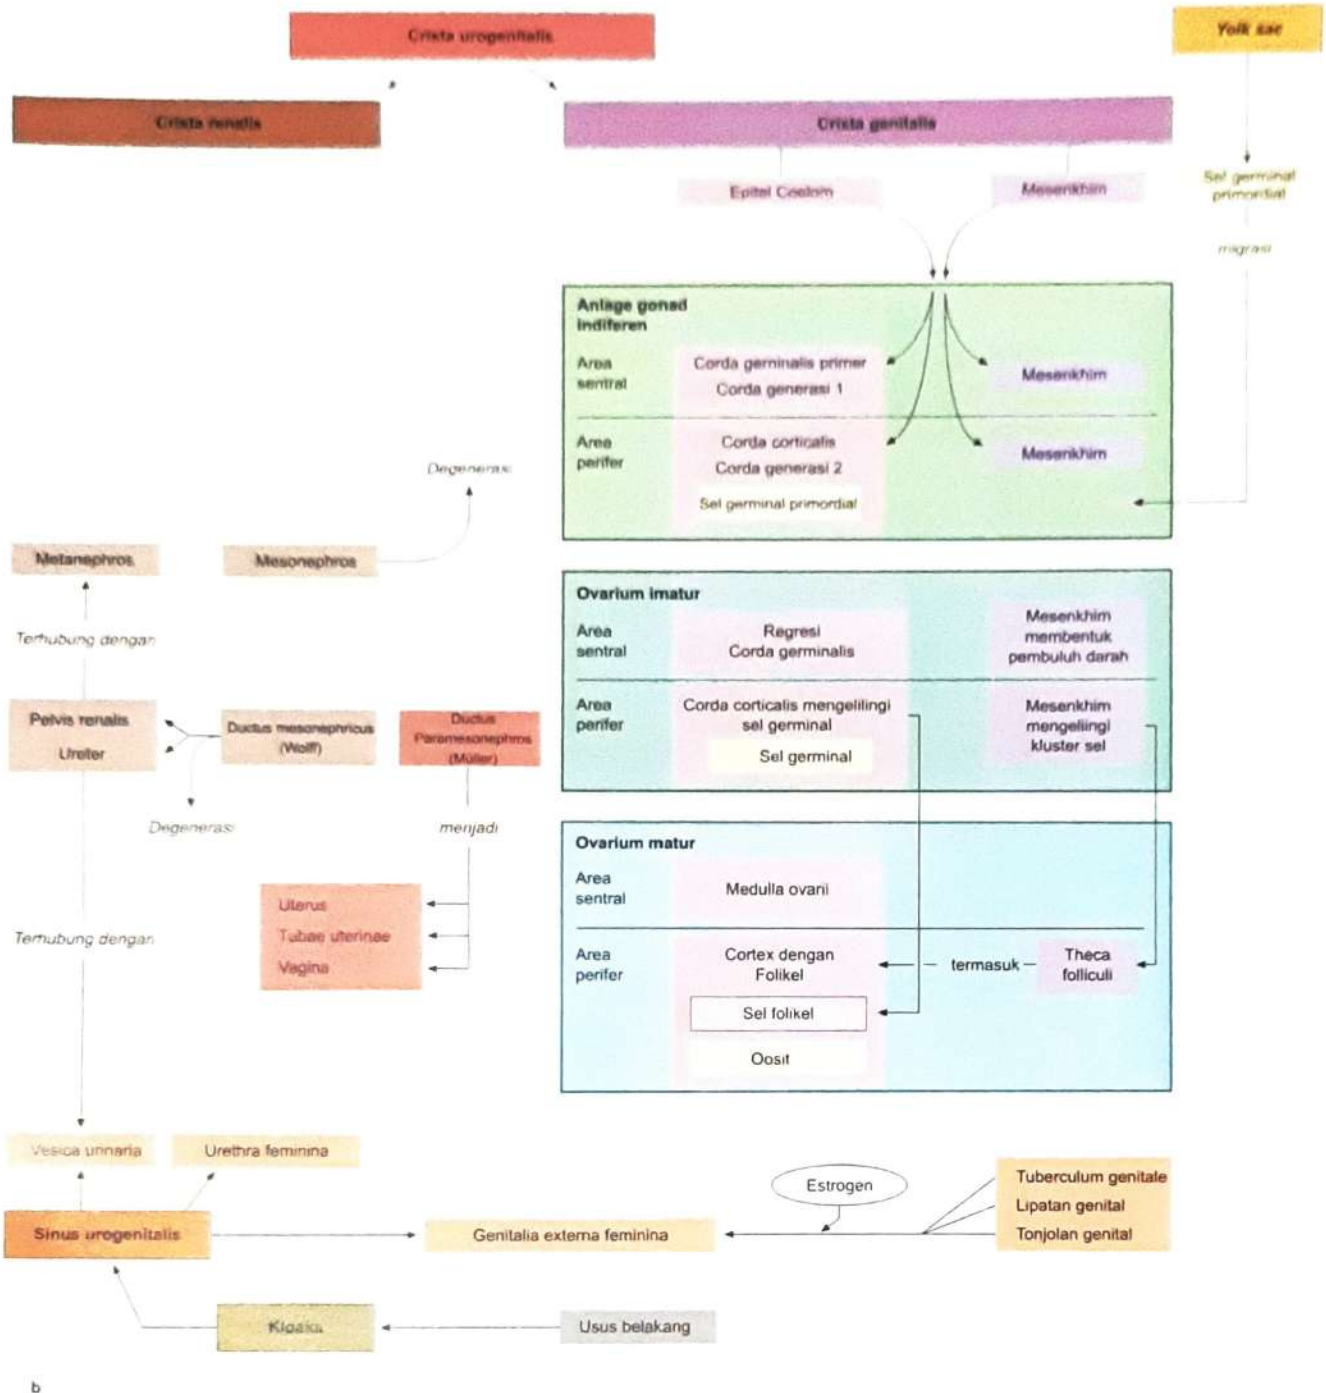 Crista urogenitalis
Yolk sac
Crista renalis
Crista genitalis
Epitel Coelom
Mesenkhim
Sel germinal
primordial
migrasi
Anlage gonad
indiferen
Area
sentral
Corda germinalis primer
Corda generasi 1
Mesenkhim
Area
perifer
Corda corticalis
Corda generasi 2
Sel germinal primordial
Mesenkhim
Degenerasi
Metanephros
Mesonephros
Terhubung dengan
Ovarium imatur
Area
sentral
Regresi
Corda germinalis
Mesenkhim
membentuk
pembuluh darah
Area
perifer
Corda corticalis mengelilingi
sel germinal
Sel germinal
Mesenkhim
mengeliingi
kluster sel
Pelvis renalis
Ureter
Ductus mesonephricus
(Wolff)
Ductus
Paramesonephros
(Müller)
Degenerasi
menjadi
Uterus
Tubae uterinae
Vagina
Terhubung dengan
Ovarium matur
Area
sentral
Medulla ovarii
Area
perifer
Cortex dengan
Folikel
termasuk
Theca
folliculi
Sel folikel
Oosit
Vesica urinaria
Urethra feminina
Sinus urogenitalis
Genitalia externa feminina
Estrogen
Tuberculum genitale
Lipatan genital
Tonjolan genital
Kloaka
Usus belakang
b